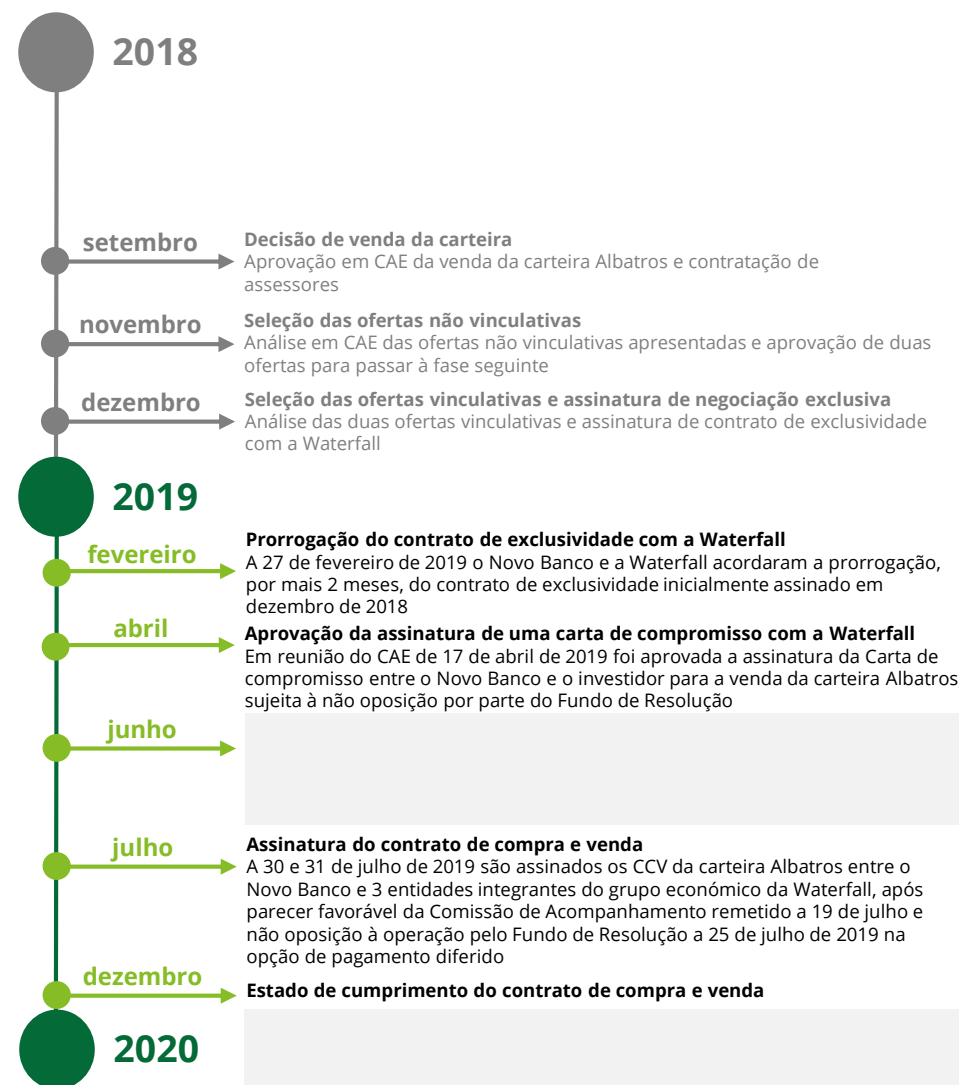 2018
setembro
Decisão de venda da carteira
Aprovação em CAE da venda da carteira Albatros e contratação de
assessores
novembro
Seleção das ofertas não vinculativas
Análise em CAE das ofertas não vinculativas apresentadas e aprovação de duas
ofertas para passar à fase seguinte
dezembro
Seleção das ofertas vinculativas e assinatura de negociação exclusiva
Análise das duas ofertas vinculativas e assinatura de contrato de exclusividade
com a Waterfall
2019
fevereiro
Prorrogação do contrato de exclusividade com a Waterfall
A 27 de fevereiro de 2019 o Novo Banco e a Waterfall acordaram a prorrogação,
por mais 2 meses, do contrato de exclusividade inicialmente assinado em
dezembro de 2018
abril
Aprovação da assinatura de uma carta de compromisso com a Waterfall
Em reunião do CAE de 17 de abril de 2019 foi aprovada a assinatura da Carta de
compromisso entre o Novo Banco e o investidor para a venda da carteira Albatros
sujeita à não oposição por parte do Fundo de Resolução
junho
julho
Assinatura do contrato de compra e venda
A 30 e 31 de julho de 2019 são assinados os CCV da carteira Albatros entre o
Novo Banco e 3 entidades integrantes do grupo económico da Waterfall, após
parecer favorável da Comissão de Acompanhamento remetido a 19 de julho e
não oposição à operação pelo Fundo de Resolução a 25 de julho de 2019 na
opção de pagamento diferido
dezembro
Estado de cumprimento do contrato de compra e venda
2020